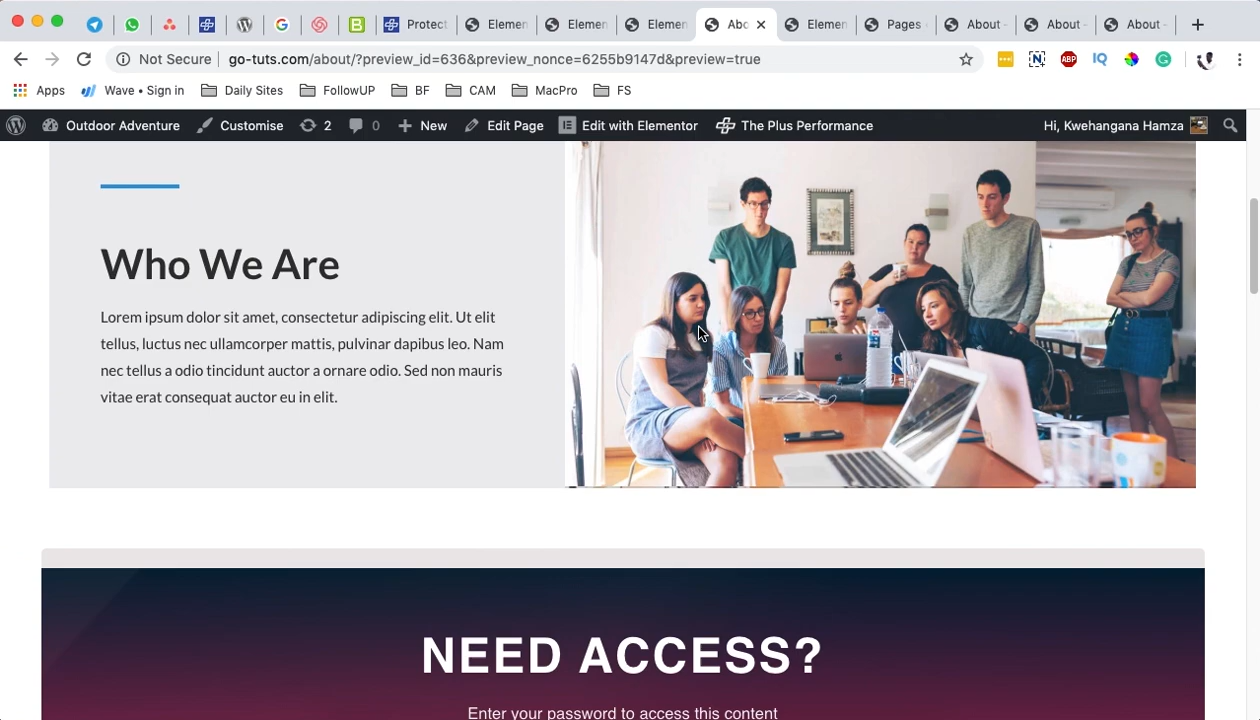 Protect
Elemen
Elemen
Elemen
Abo
Elemen
Pages
About -
About -
About -
Not Secure
go-tuts.com/about/?preview_id=636&preview_nonce=6255b9147d&preview=true
ABP
IQ
Apps
Wave • Sign in
Daily Sites
FollowUP
BF
CAM
MacPro
FS
Outdoor Adventure
Customise
2
0
New
Edit Page
Edit with Elementor
The Plus Performance
Hi, Kwehangana Hamza
Who We Are
Lorem ipsum dolor sit amet, consectetur adipiscing elit. Ut elit
tellus, luctus nec ullamcorper mattis, pulvinar dapibus leo. Nam
nec tellus a odio tincidunt auctor a ornare odio. Sed non mauris
vitae erat consequat auctor eu in elit.
NEED ACCESS?
Enter your password to access this content